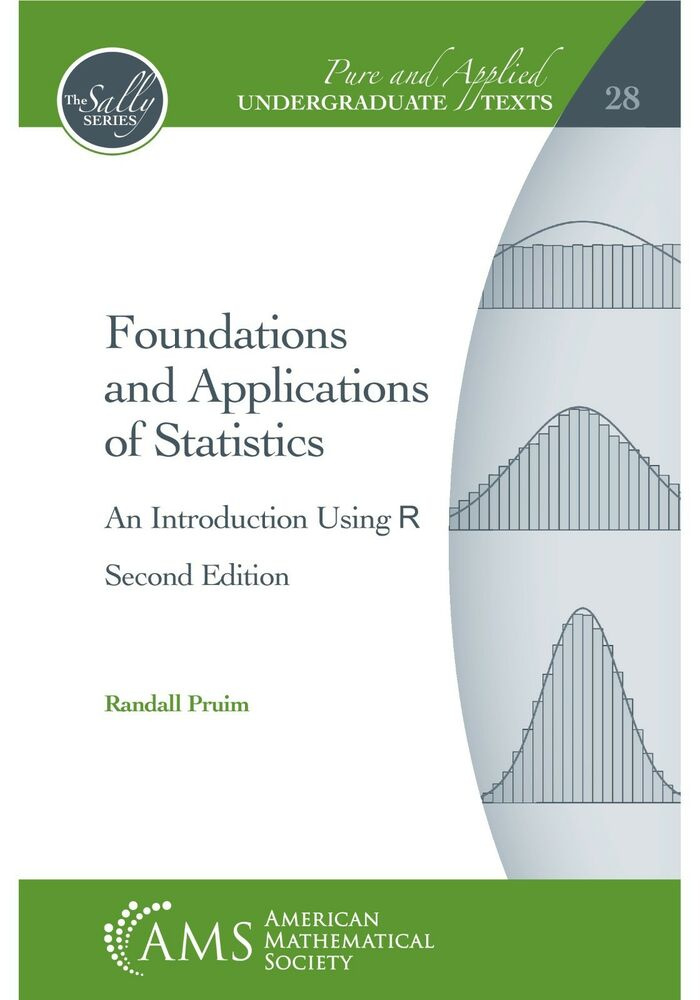 The Sally
SERIES
Pure and Applied
UNDERGRADUATE TEXTS
28
Foundations
and Applications
of Statistics
An Introduction Using R
Second Edition
Randall Pruim
AMS
AMERICAN
MATHEMATICAL
SOCIETY